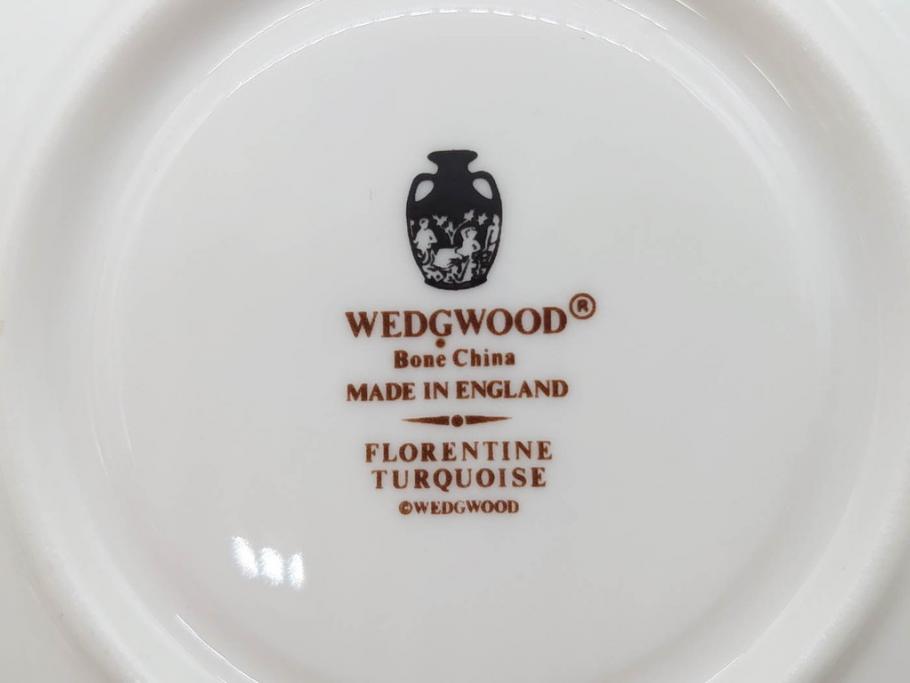 WEDGWOOD®
Bone China
MADE IN ENGLAND
FLORENTINE
TURQUOISE
©WEDGWOOD